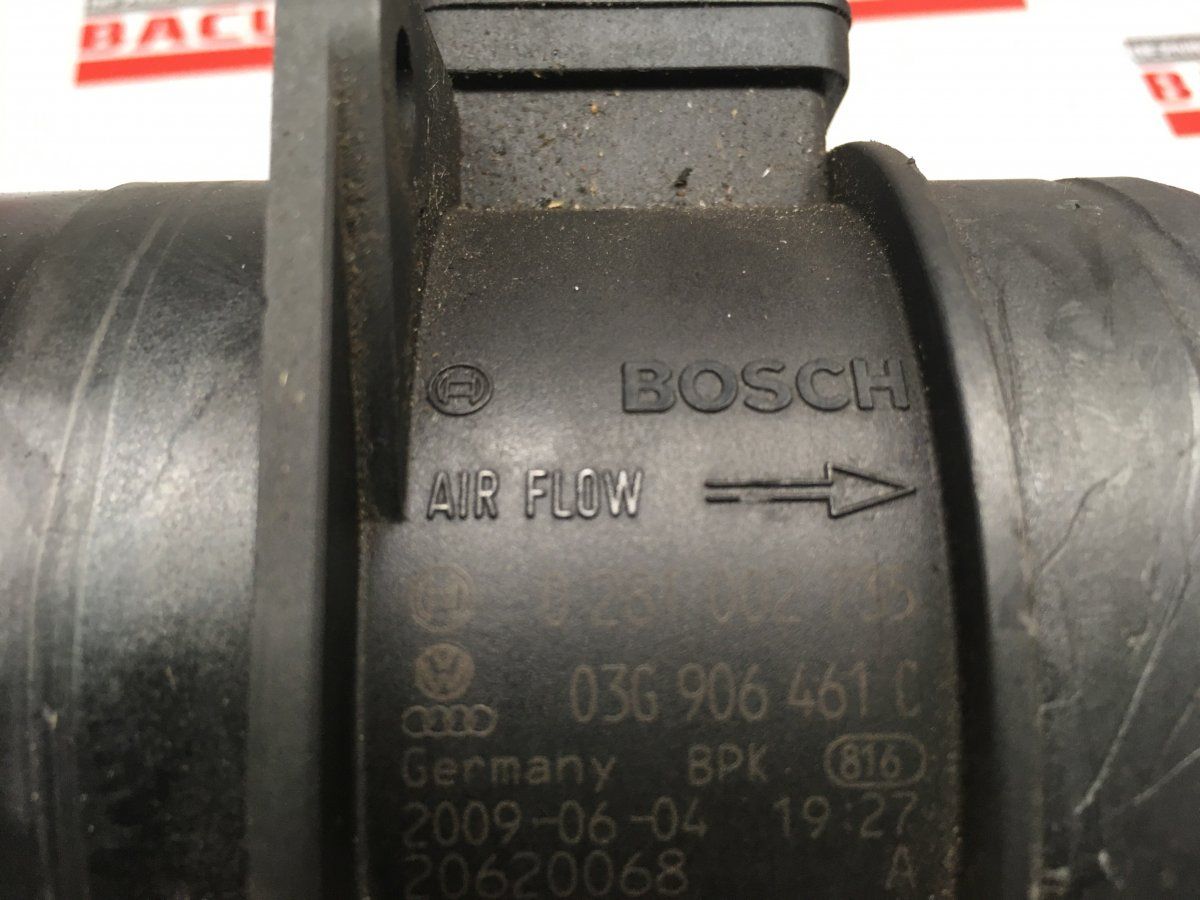 BACU
B
BOSCH
AIR FLOW
0 281 002 735
03G 906 461 C
Germany BPK 816
2009-06-04 19:27
20620068 A